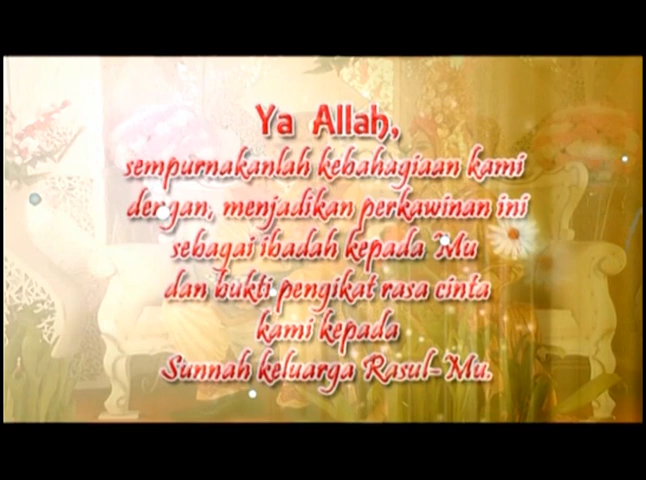 Ya Allah,
sempurnakanlah kebahagiaan kami
dengan, menjadikan perkawinan ini
sebagai ibadah kepada Mu
dan bukti pengikat rasa cinta
kami kepada
Sunnah keluarga Rasul-Mu.